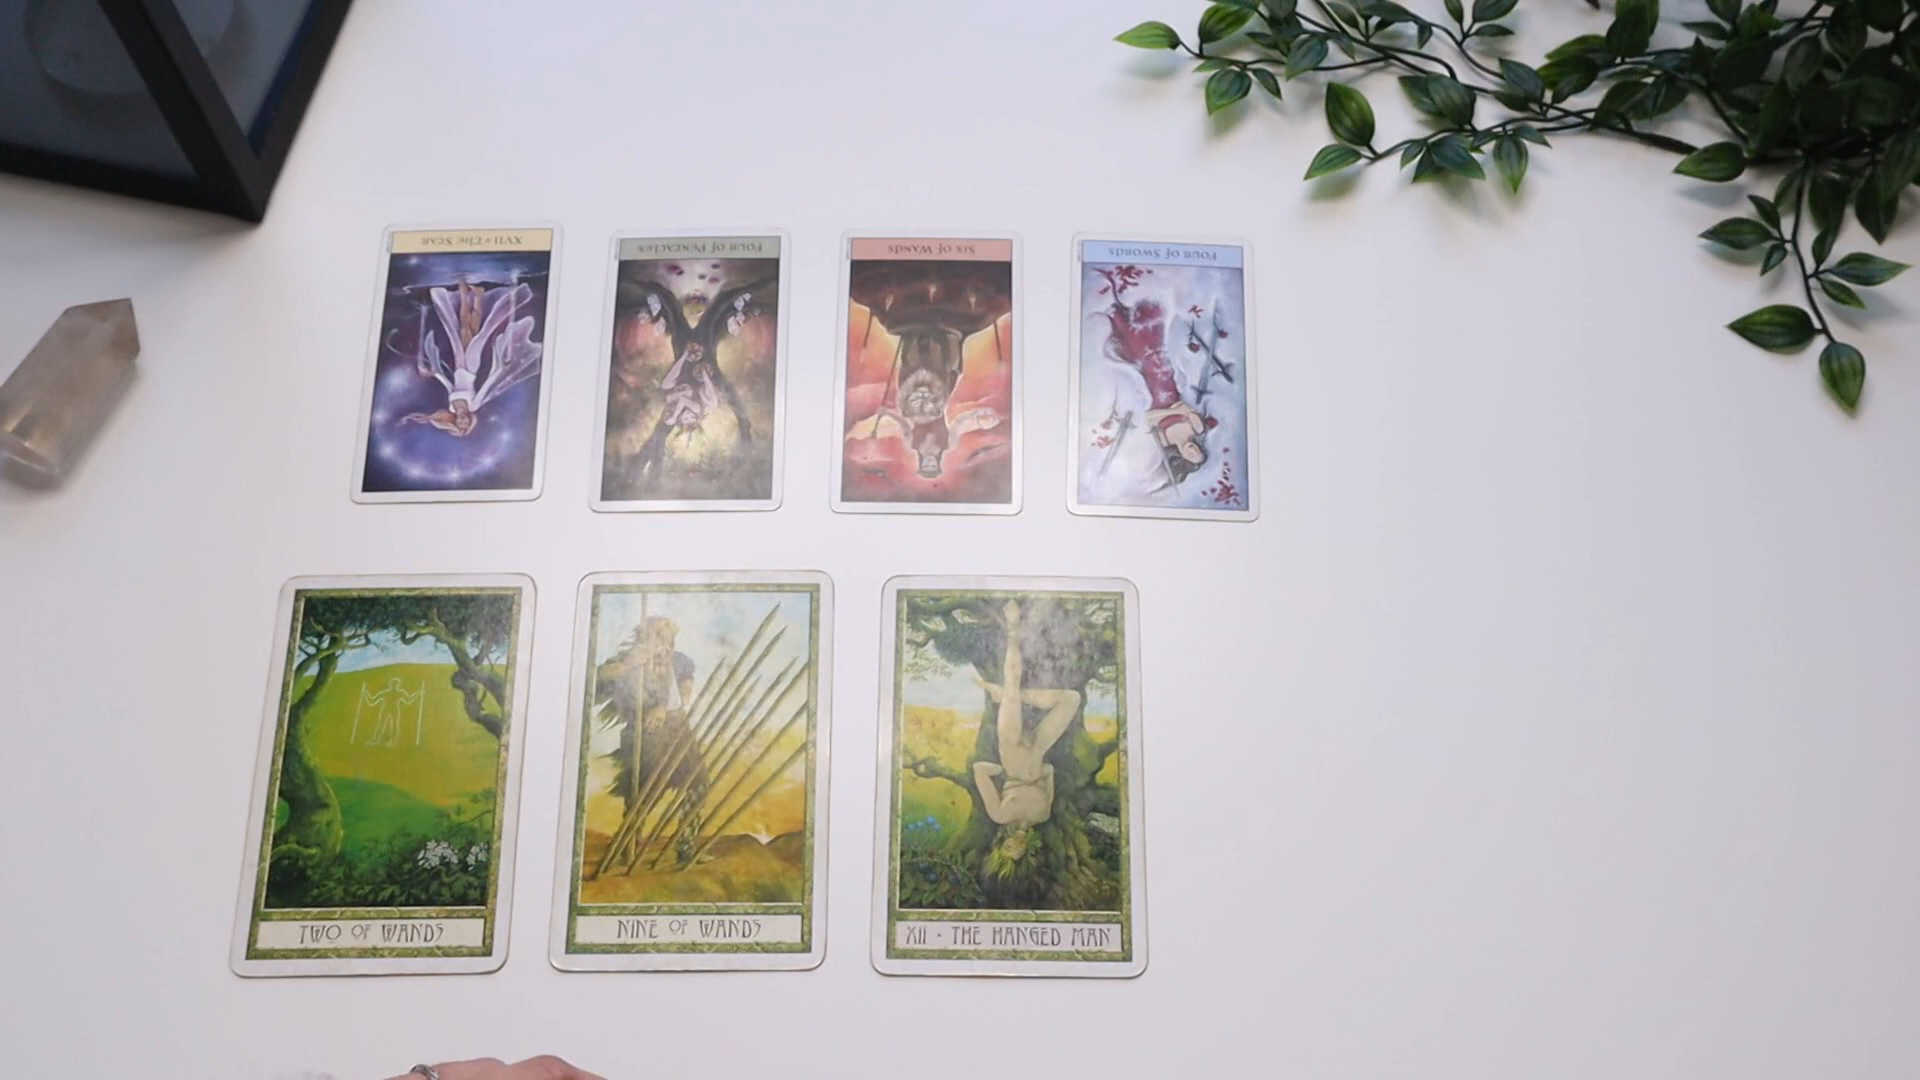 XVII • The Star
Four of Pentacles
Six of Wands
Four of Swords
TWO OF WANDS
NINE OF WANDS
XII • THE HANGED MAN